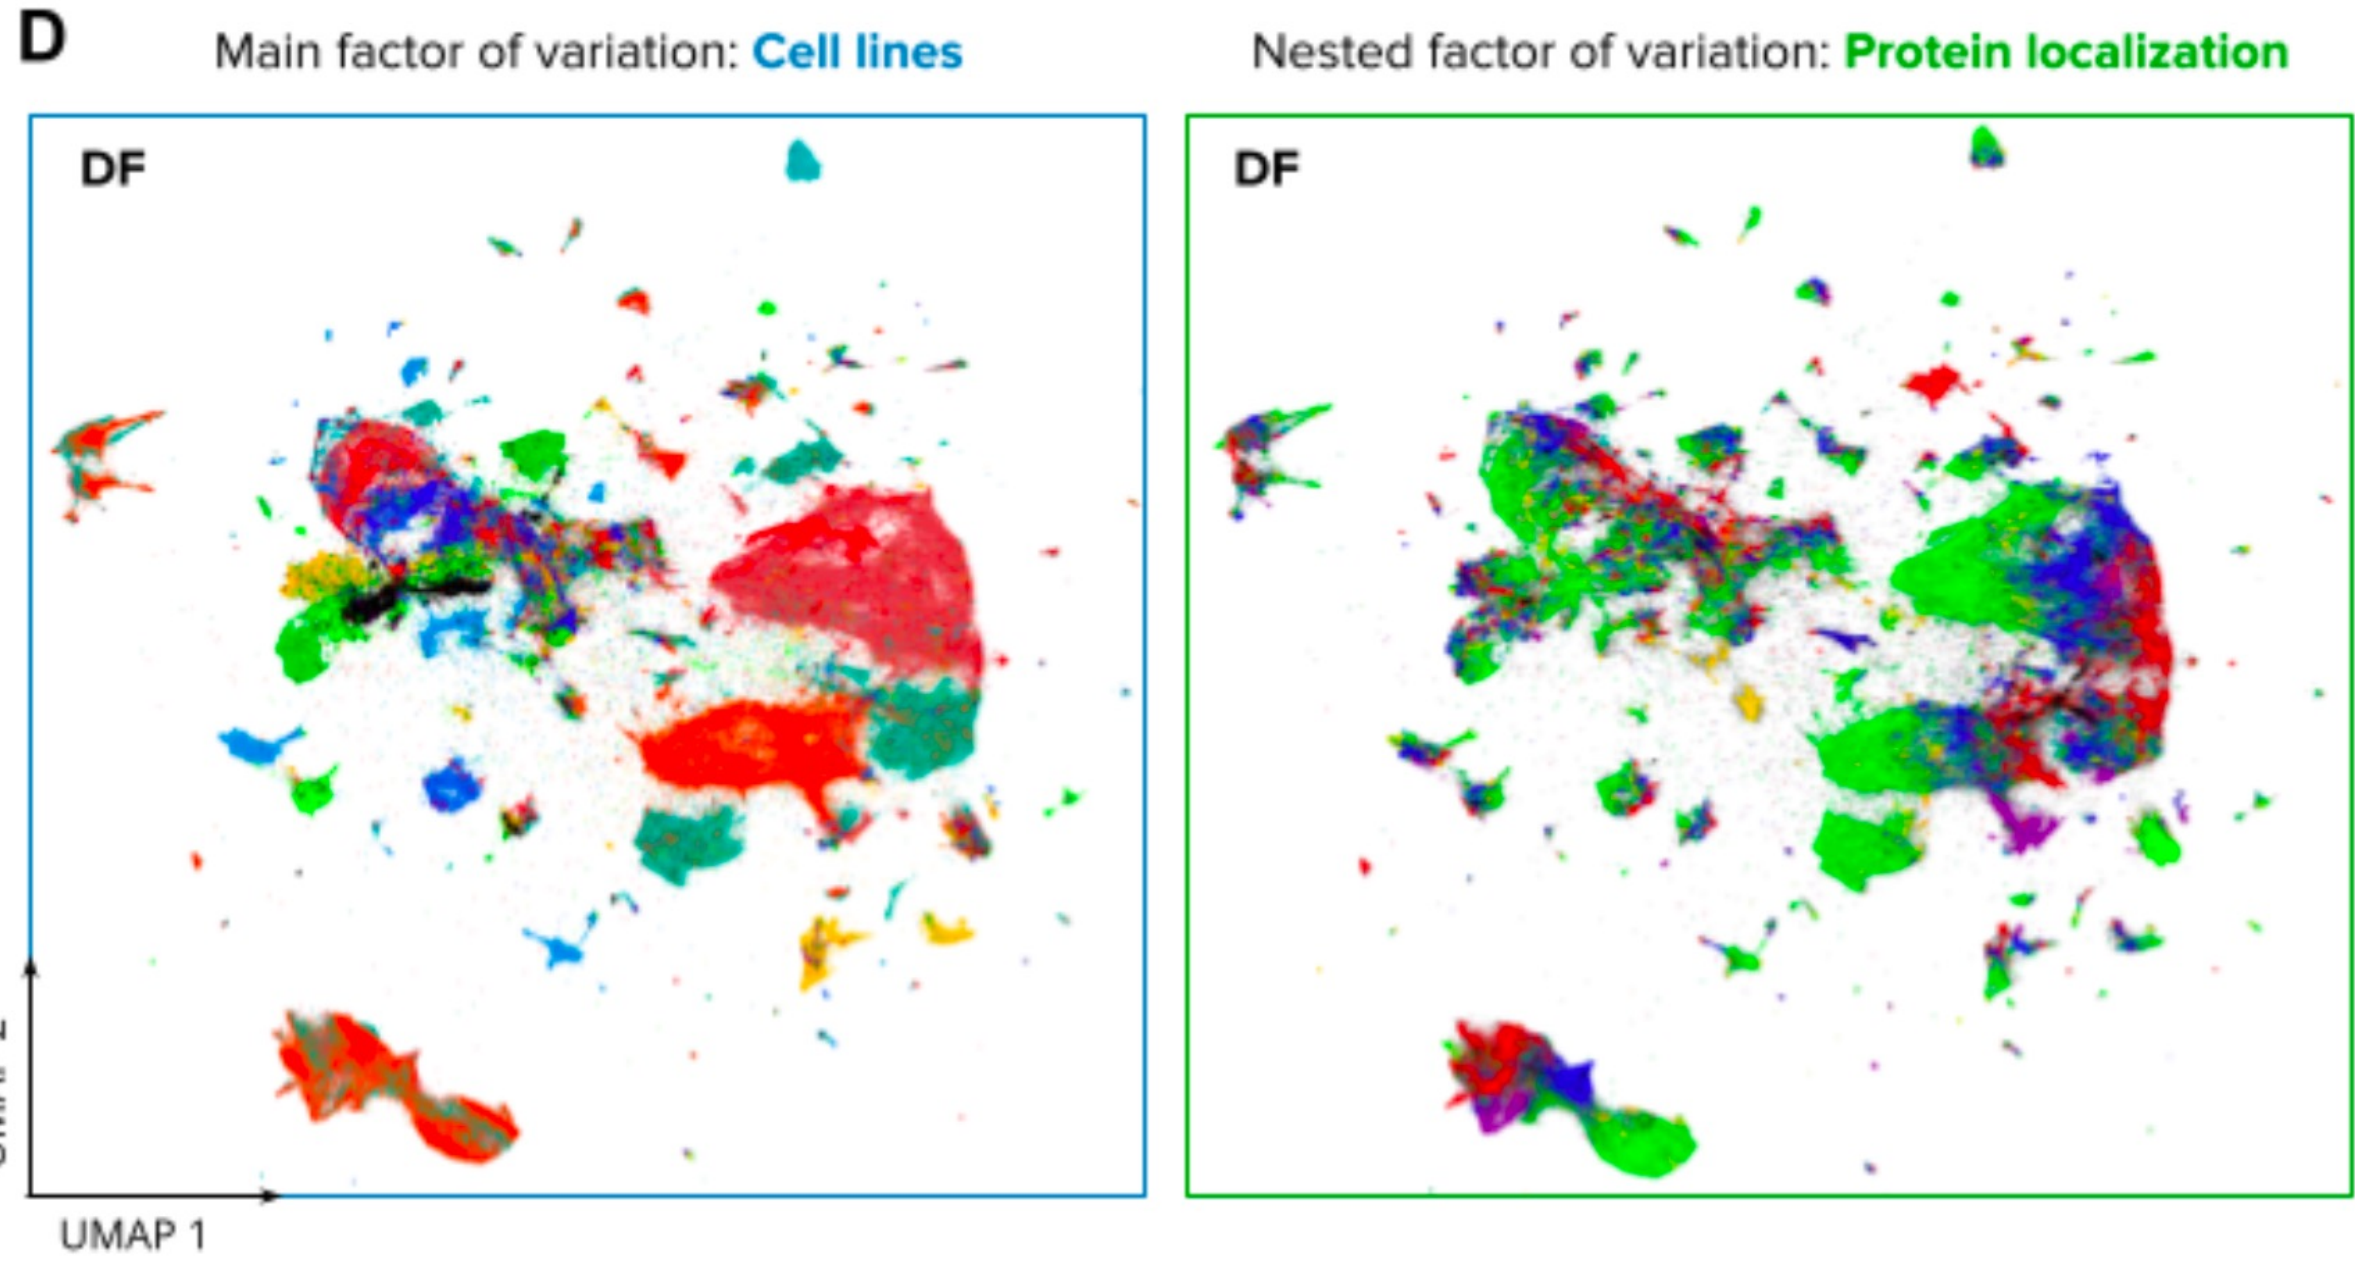 D
Main factor of variation: Cell lines
Nested factor of variation: Protein localization
DF
DF
UMAP 1